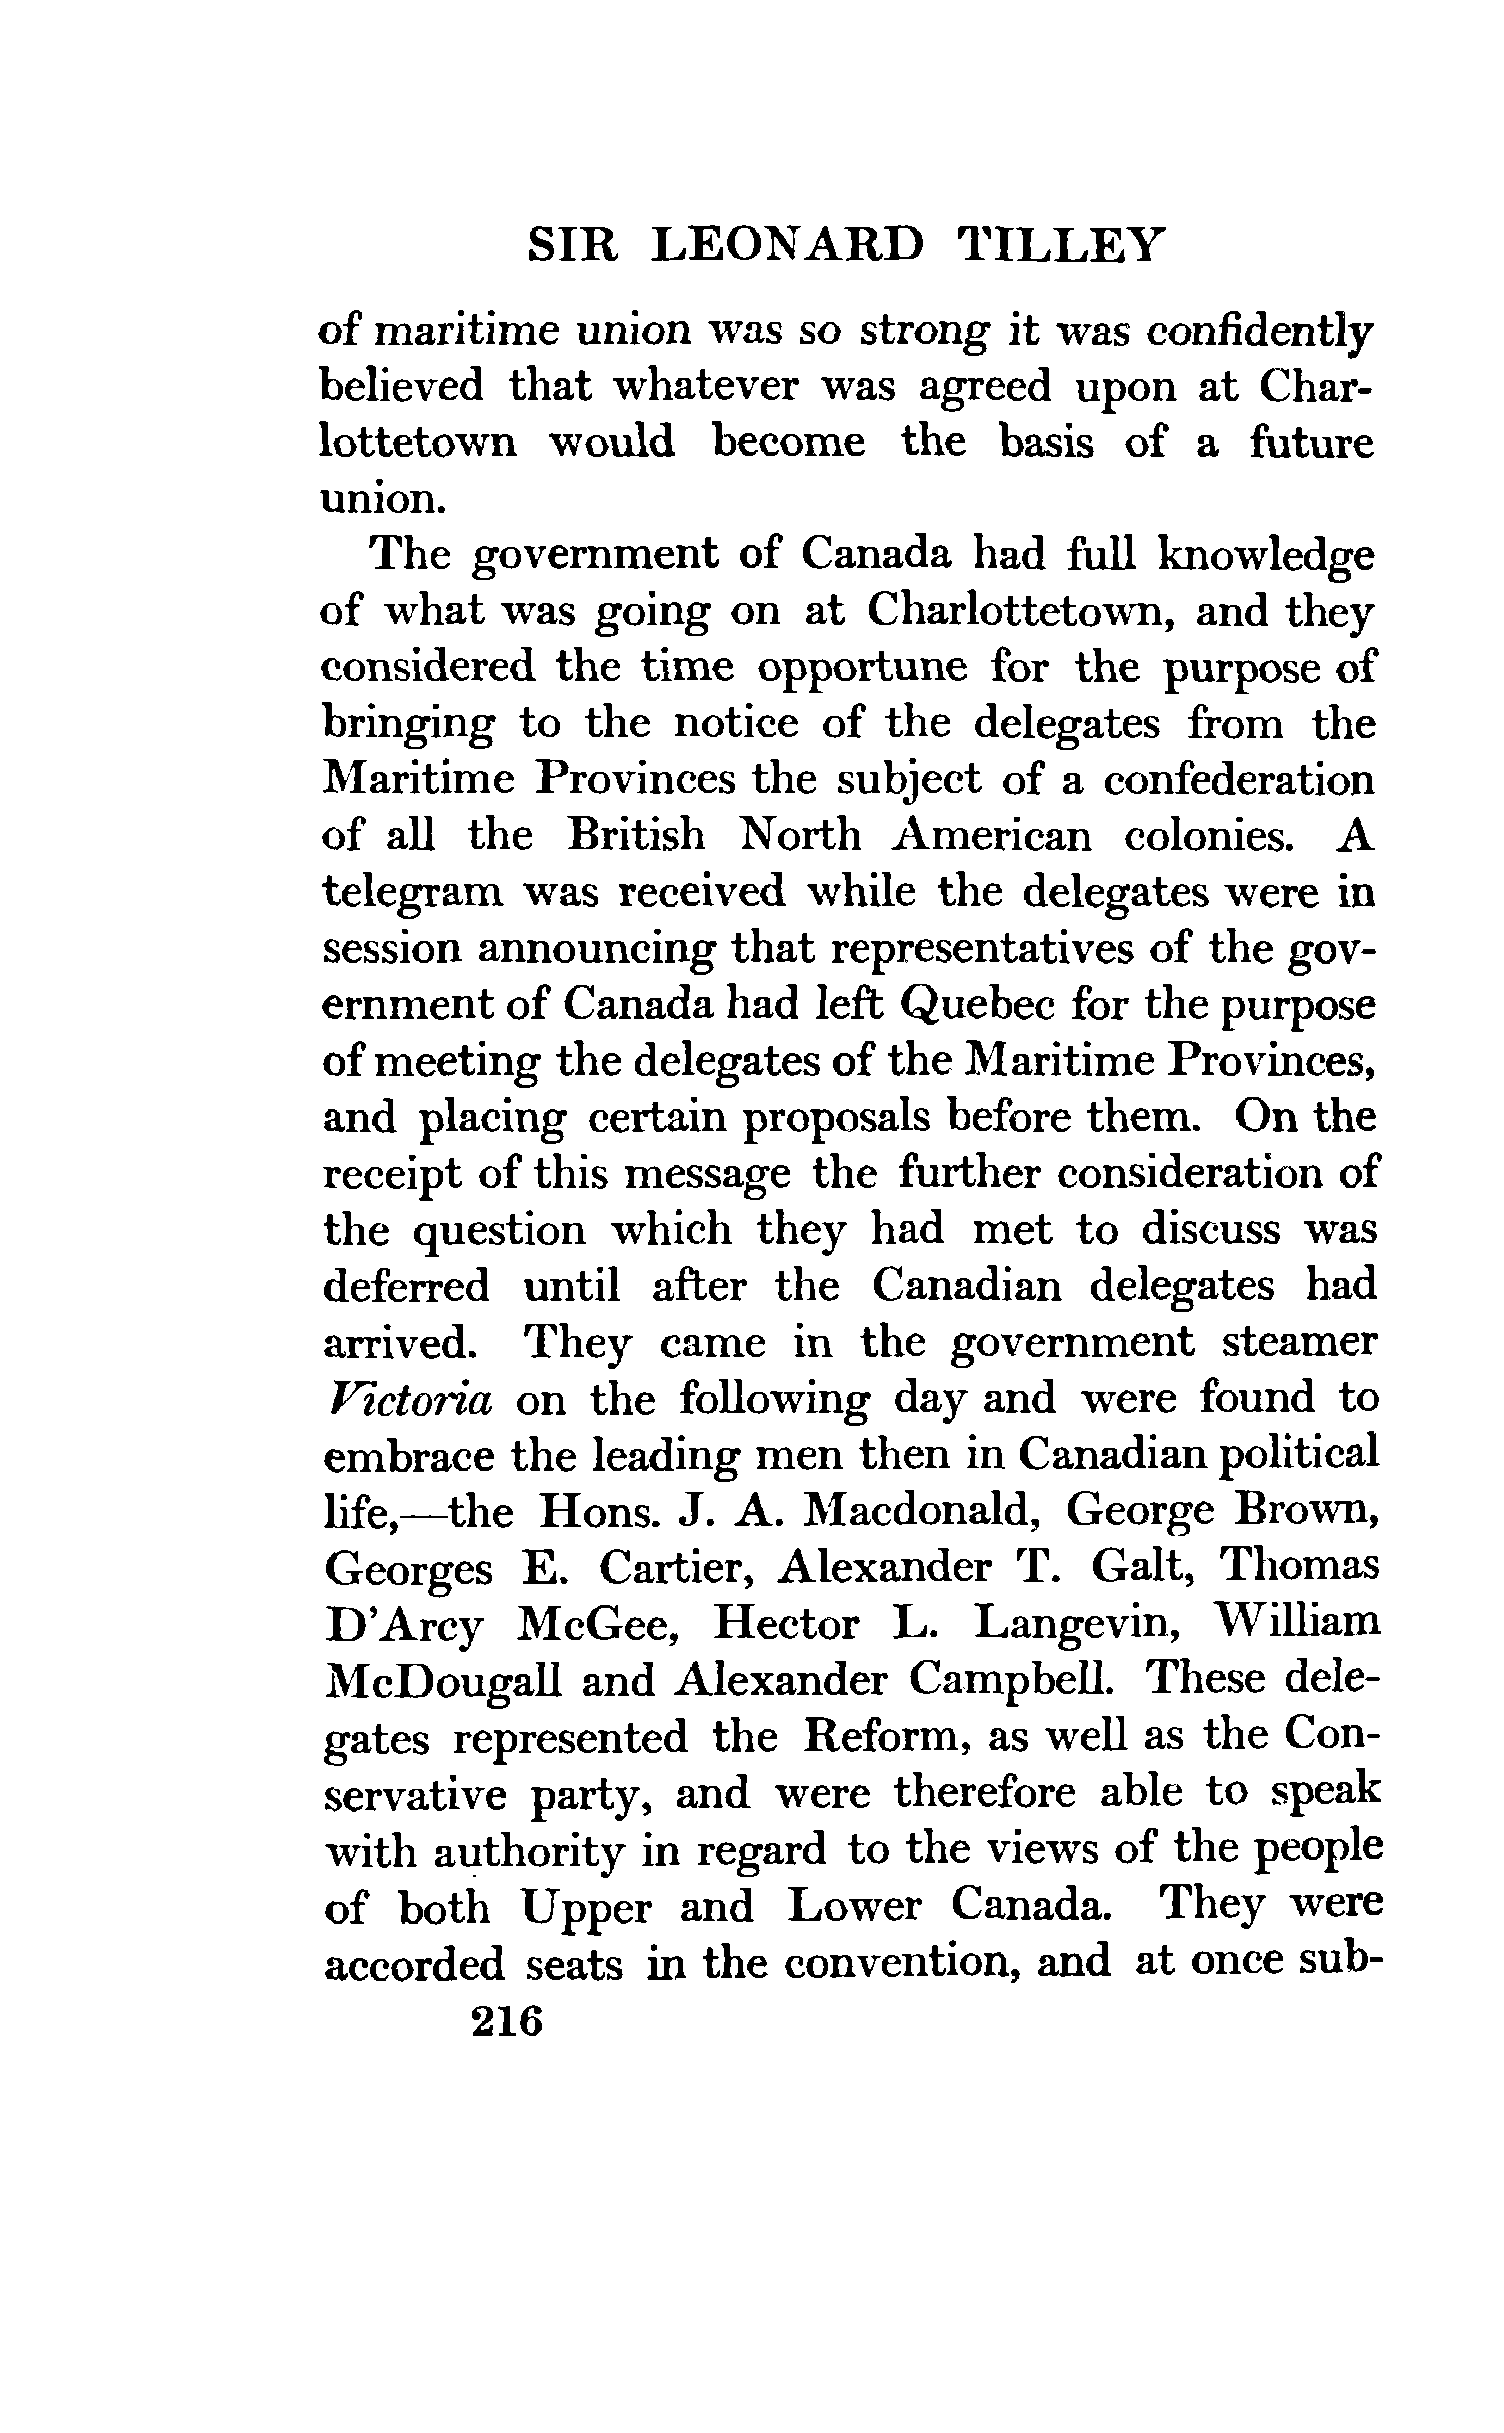 SIR LEONARD TILLEY
of maritime union was so strong it was confidently
believed that whatever was agreed upon at Char-
lottetown would become the basis of a future
union.
The government of Canada had full knowledge
of what was going on at Charlottetown, and they
considered the time opportune for the purpose of
bringing to the notice of the delegates from the
Maritime Provinces the subject of a confederation
of all the British North American colonies. A
telegram was received while the delegates were in
session announcing that representatives of the gov-
ernment of Canada had left Quebec for the purpose
of meeting the delegates of the Maritime Provinces,
and placing certain proposals before them. On the
receipt of this message the further consideration of
the question which they had met to discuss was
deferred until after the Canadian delegates had
arrived. They came in the government steamer
Victoria on the following day and were found to
embrace the leading men then in Canadian political
life,—the Hons. J. A. Macdonald, George Brown,
Georges E. Cartier, Alexander T. Galt, Thomas
D'Arcy McGee, Hector L. Langevin, William
McDougall and Alexander Campbell. These dele-
gates represented the Reform, as well as the Con-
servative party, and were therefore able to speak
with authority in regard to the views of the people
of both Upper and Lower Canada. They were
accorded seats in the convention, and at once sub-
216